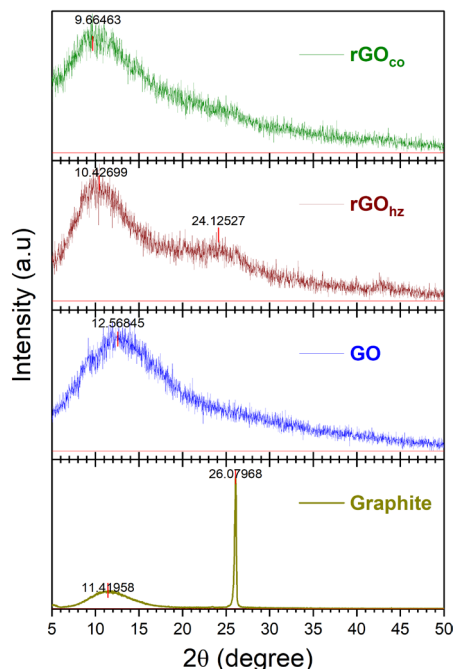 9.66463
rGOco
10.42699
24.12527
rGOhz
12.56845
GO
26.07968
Graphite
11.41958
5 10 15 20 25 30 35 40 45 50
2θ (degree)
Intensity (a.u)